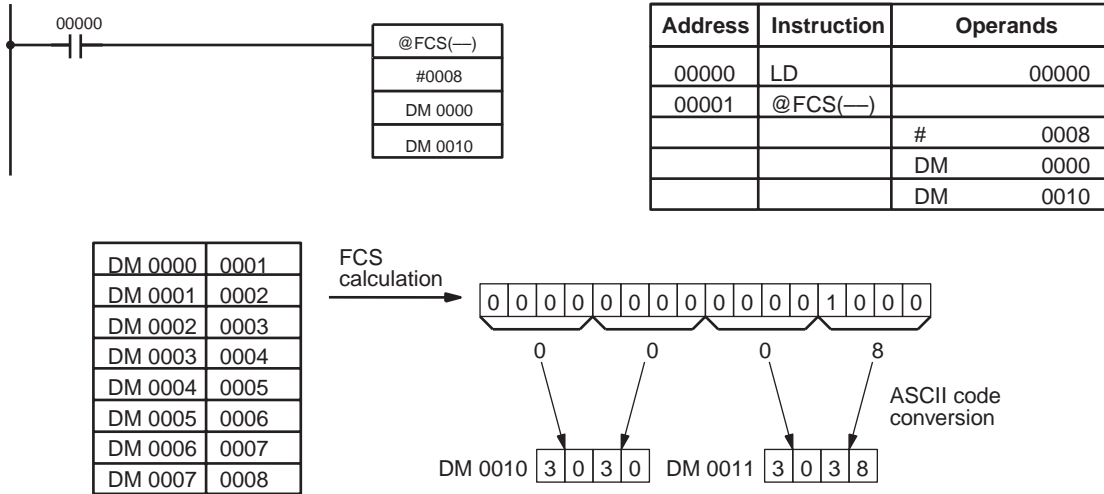 00000
@FCS(––)
#0008
DM 0000
DM 0010
Address Instruction Operands
00000 LD 00000
00001 @FCS(––)
# 0008
DM 0000
DM 0010
DM 0000 0001
DM 0001 0002
DM 0002 0003
DM 0003 0004
DM 0004 0005
DM 0005 0006
DM 0006 0007
DM 0007 0008
FCS
calculation
0 0 0 0 0 0 0 0 0 0 0 0 1 0 0 0
0 0 0 8
ASCII code
conversion
DM 0010 3 0 3 0 DM 0011 3 0 3 8